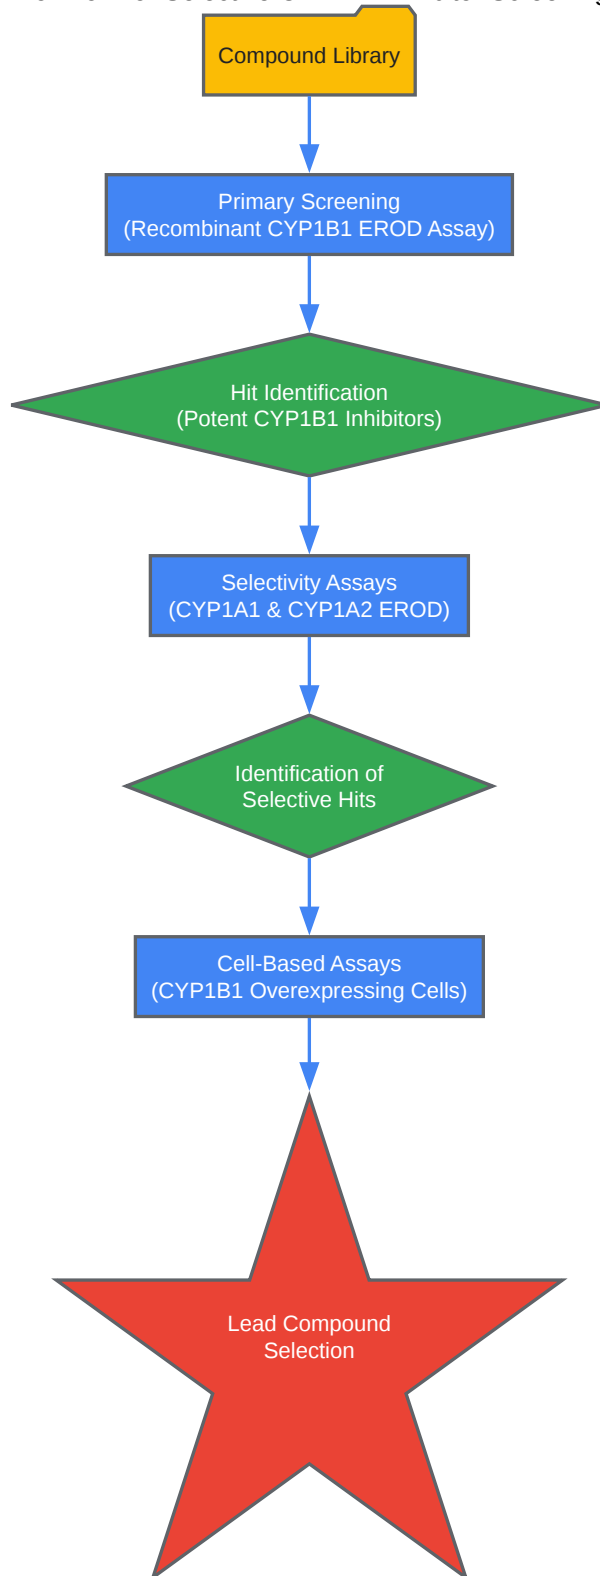 Compound Library
Primary Screening
(Recombinant CYP1B1 EROD Assay)
Hit Identification
(Potent CYP1B1 Inhibitors)
Selectivity Assays
(CYP1A1 & CYP1A2 EROD)
Identification of
Selective Hits
Cell-Based Assays
(CYP1B1 Overexpressing Cells)
Lead Compound
Selection